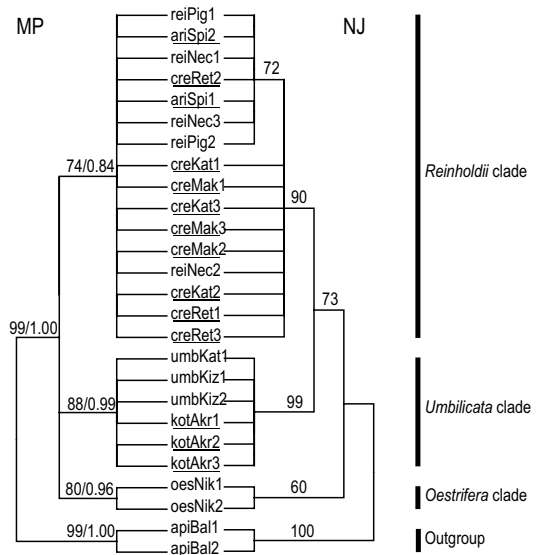 MP
NJ
reiPig1
ariSpi2
reiNec1
creRet2
ariSpi1
reiNec3
reiPig2
creKat1
creMak1
creKat3
creMak3
creMak2
reiNec2
creKat2
creRet1
creRet3
umbKat1
umbKiz1
umbKiz2
kotAkr1
kotAkr2
kotAkr3
oesNik1
oesNik2
apiBal1
apiBal2
74/0.84
99/1.00
88/0.99
80/0.96
99/1.00
72
90
73
99
60
100
Reinholdii clade
Umbilicata clade
Oestrifera clade
Outgroup